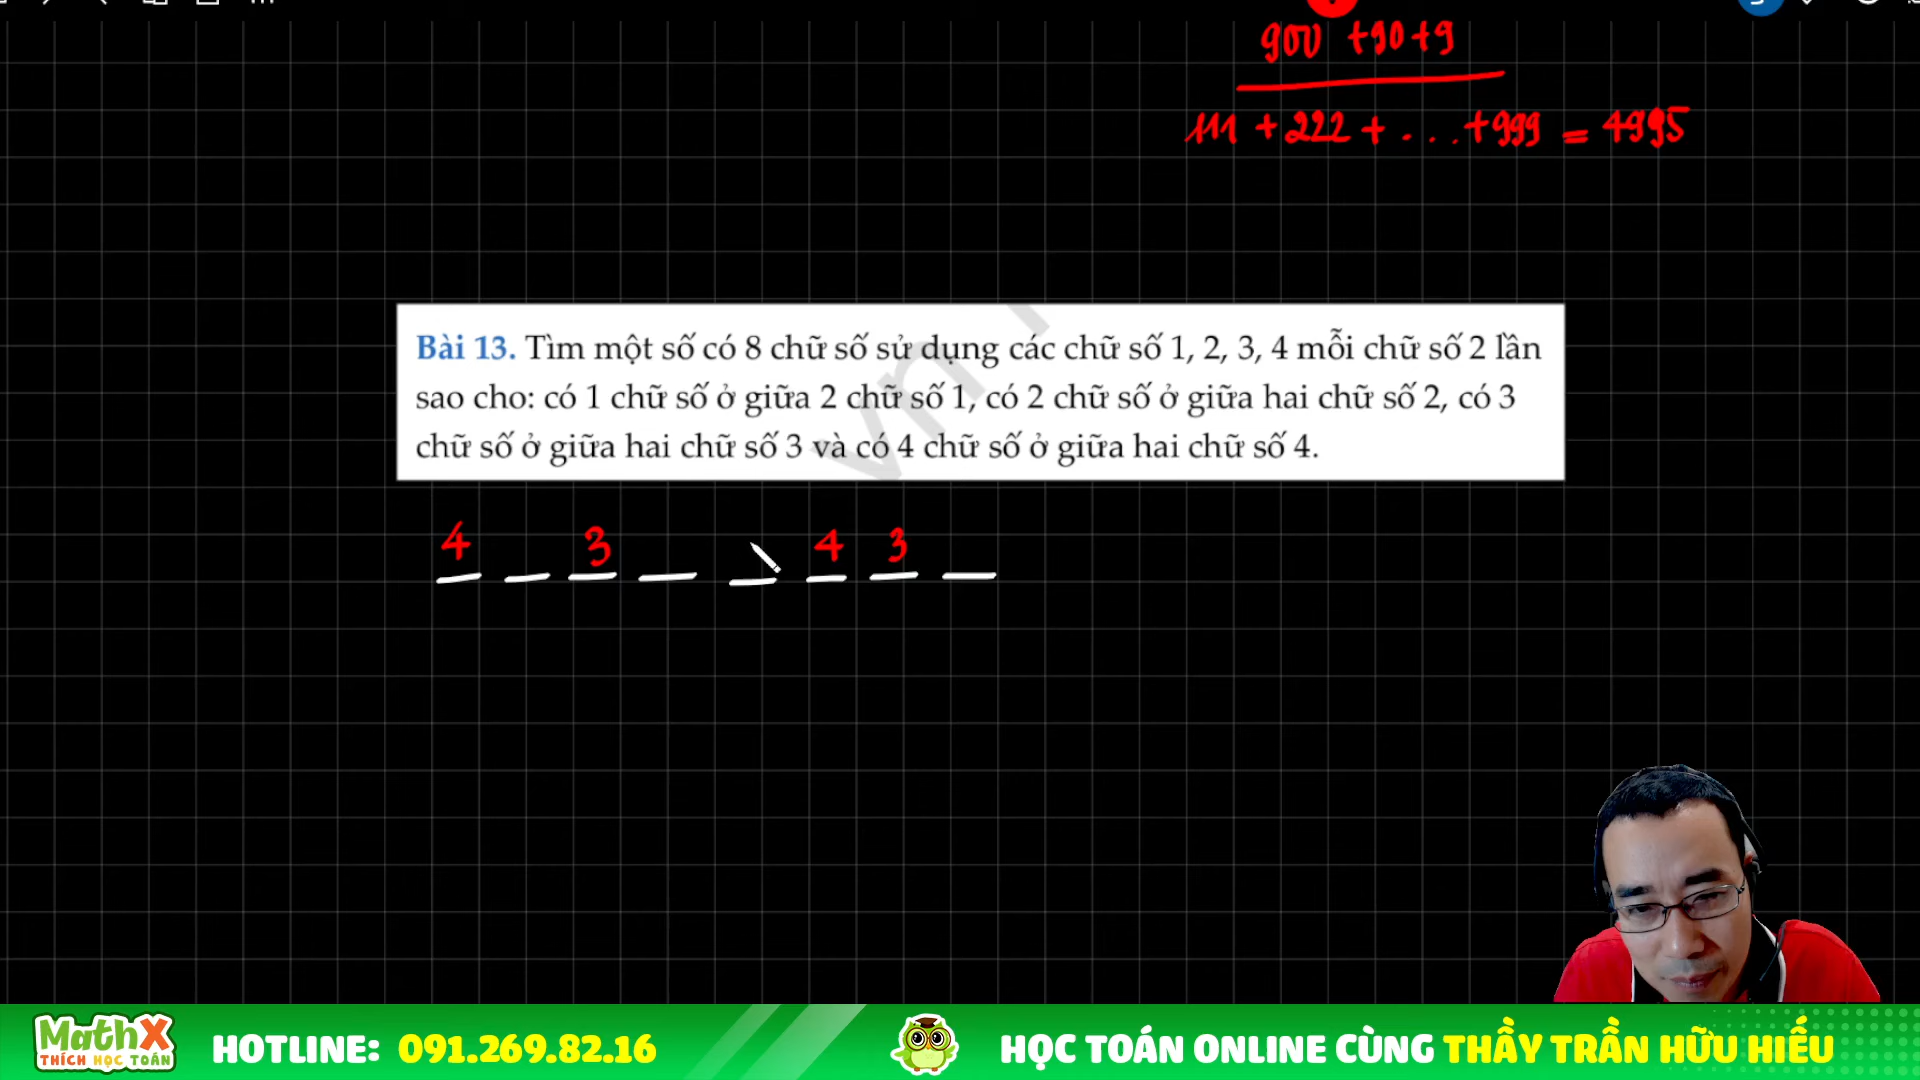 900 +90+9
111 + 222 + ... +999 = 4995
Bài 13. Tìm một số có 8 chữ số sử dụng các chữ số 1, 2, 3, 4 mỗi chữ số 2 lần
sao cho: có 1 chữ số ở giữa 2 chữ số 1, có 2 chữ số ở giữa hai chữ số 2, có 3
chữ số ở giữa hai chữ số 3 và có 4 chữ số ở giữa hai chữ số 4.
4 _ 3 _ _ 4 3 _
MathX
THÍCH HỌC TOÁN
HOTLINE: 091.269.82.16
HỌC TOÁN ONLINE CÙNG THẦY TRẦN HỮU HIẾU